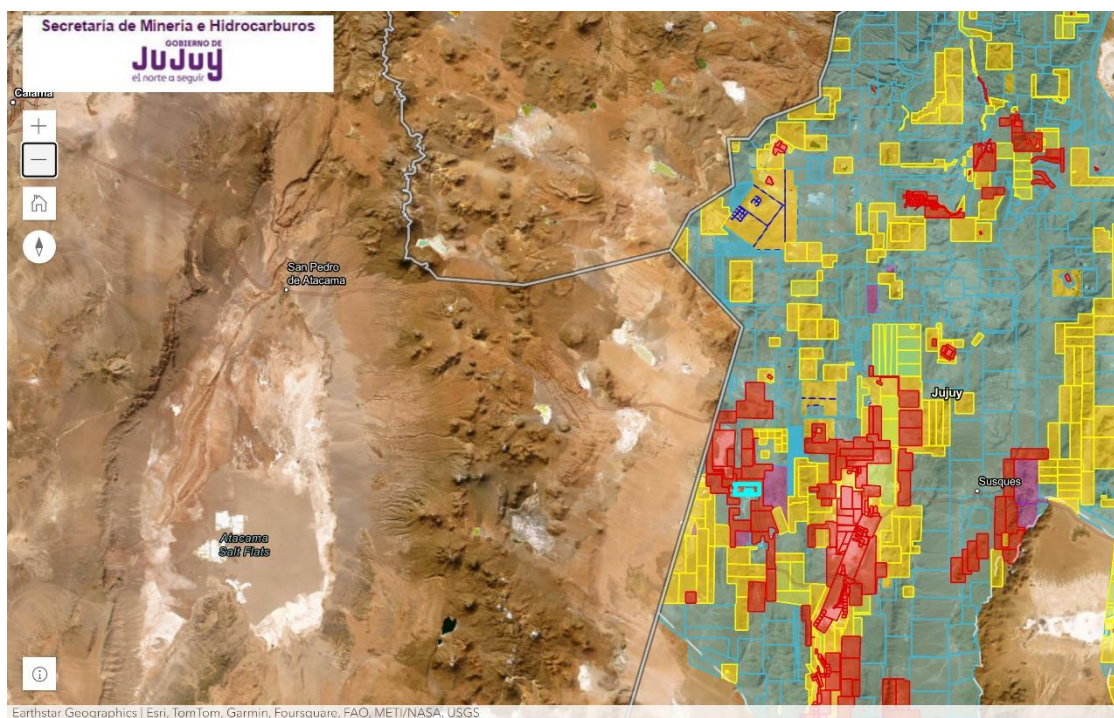 Secretaría de Minería e Hidrocarburos
GOBIERNO DE
Jujuy
el norte a seguir
Calama
San Pedro
de Atacama
Jujuy
Susques
Atacama
Salt Flats
Earthstar Geographics | Esri, TomTom, Garmin, Foursquare, FAO, METI/NASA, USGS